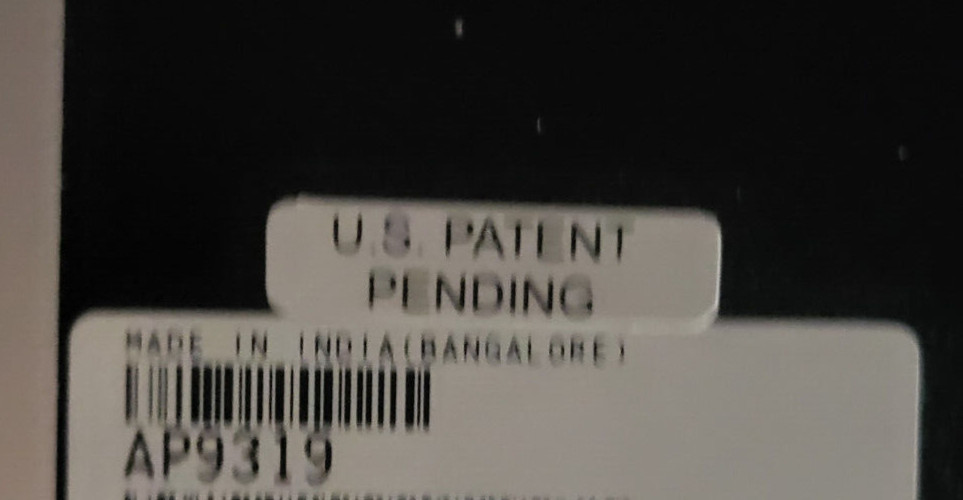 U.S. PATENT
PENDING
MADE IN INDIA(BANGALORE)
AP9319